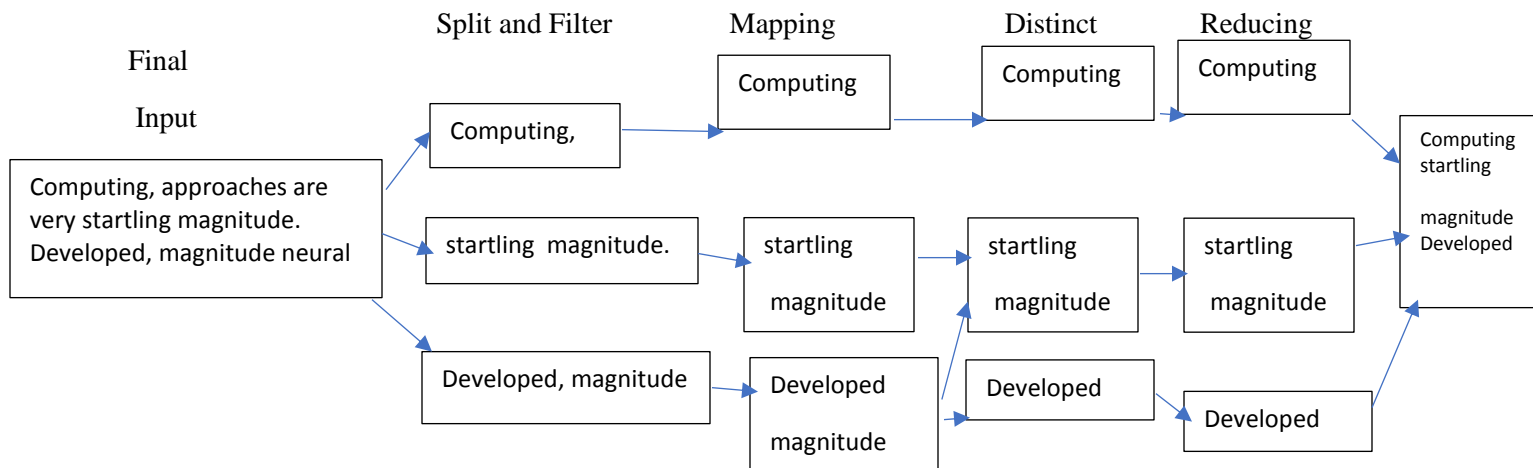 Split and Filter
Mapping
Distinct
Reducing
Final
Input
Computing, approaches are
very startling magnitude.
Developed, magnitude neural
Computing,
startling magnitude.
Developed, magnitude
Computing
startling
magnitude
Developed
magnitude
Computing
startling
magnitude
Developed
Computing
startling
magnitude
Developed
Computing
startling
magnitude
Developed